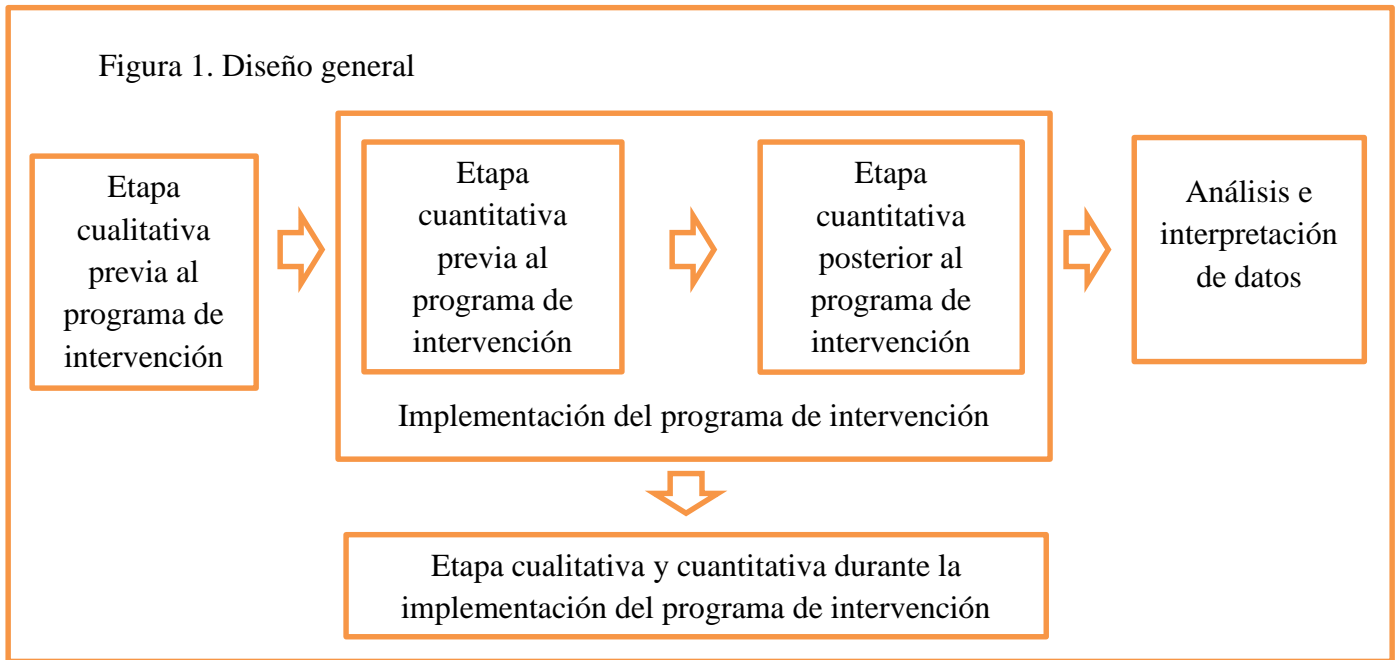 Figura 1. Diseño general
Etapa
cualitativa
previa al
programa de
intervención
Etapa
cuantitativa
previa al
programa de
intervención
Etapa
cuantitativa
posterior al
programa de
intervención
Análisis e
interpretación
de datos
Implementación del programa de intervención
Etapa cualitativa y cuantitativa durante la
implementación del programa de intervención